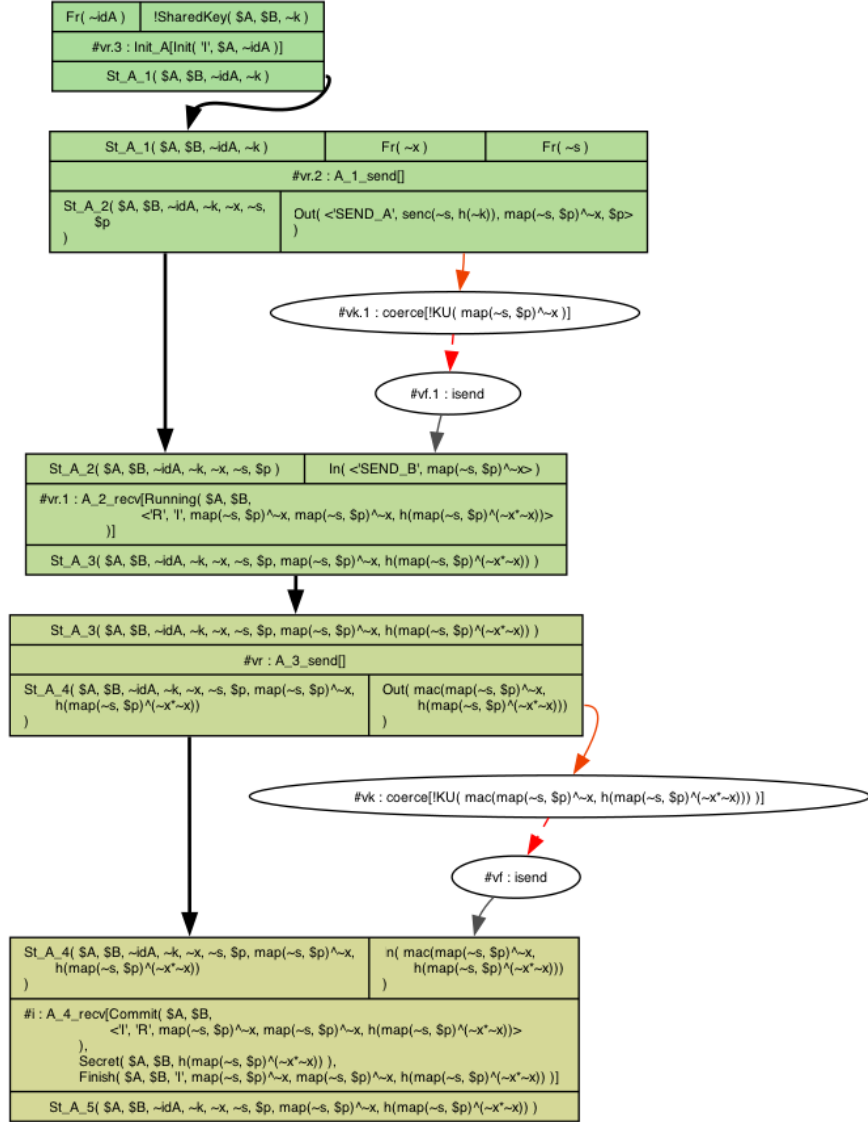 Fr( ~idA ) !SharedKey( $A, $B, ~k )
#vr.3 : Init_A[Init( 'I', $A, ~idA )]
St_A_1( $A, $B, ~idA, ~k )
St_A_1( $A, $B, ~idA, ~k ) Fr( ~x ) Fr( ~s )
#vr.2 : A_1_send[]
St_A_2( $A, $B, ~idA, ~k, ~x, ~s,
$p
)
Out( <'SEND_A', senc(~s, h(~k)), map(~s, $p)^~x, $p>
)
#vk.1 : coerce[!KU( map(~s, $p)^~x )]
#vf.1 : isend
St_A_2( $A, $B, ~idA, ~k, ~x, ~s, $p ) In( <'SEND_B', map(~s, $p)^~x> )
#vr.1 : A_2_recv[Running( $A, $B,
<'R', 'I', map(~s, $p)^~x, map(~s, $p)^~x, h(map(~s, $p)^(~x*~x))>
)]
St_A_3( $A, $B, ~idA, ~k, ~x, ~s, $p, map(~s, $p)^~x, h(map(~s, $p)^(~x*~x)) )
St_A_3( $A, $B, ~idA, ~k, ~x, ~s, $p, map(~s, $p)^~x, h(map(~s, $p)^(~x*~x)) )
#vr : A_3_send[]
St_A_4( $A, $B, ~idA, ~k, ~x, ~s, $p, map(~s, $p)^~x,
h(map(~s, $p)^(~x*~x))
)
Out( mac(map(~s, $p)^~x,
h(map(~s, $p)^(~x*~x)))
)
#vk : coerce[!KU( mac(map(~s, $p)^~x, h(map(~s, $p)^(~x*~x))) )]
#vf : isend
St_A_4( $A, $B, ~idA, ~k, ~x, ~s, $p, map(~s, $p)^~x,
h(map(~s, $p)^(~x*~x))
)
n( mac(map(~s, $p)^~x,
h(map(~s, $p)^(~x*~x)))
)
#i : A_4_recv[Commit( $A, $B,
<'I', 'R', map(~s, $p)^~x, map(~s, $p)^~x, h(map(~s, $p)^(~x*~x))>
),
Secret( $A, $B, h(map(~s, $p)^(~x*~x)) ),
Finish( $A, $B, 'I', map(~s, $p)^~x, map(~s, $p)^~x, h(map(~s, $p)^(~x*~x)) )]
St_A_5( $A, $B, ~idA, ~k, ~x, ~s, $p, map(~s, $p)^~x, h(map(~s, $p)^(~x*~x)) )